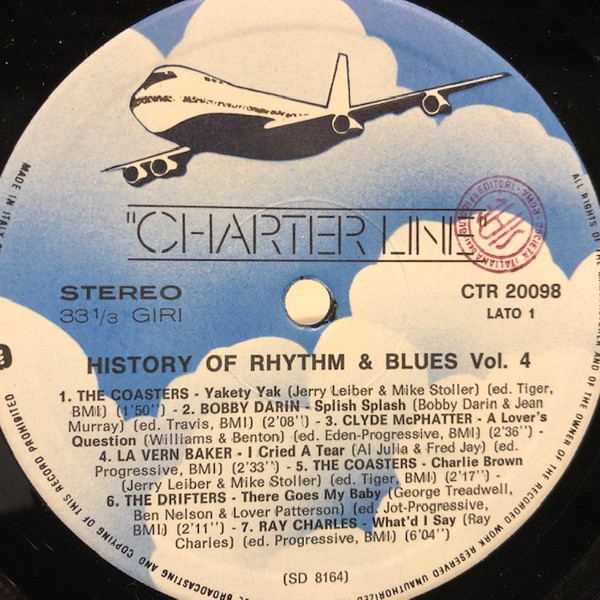 "CHARTER LINE"
STEREO
33 1/3 GIRI
CTR 20098
LATO 1
HISTORY OF RHYTHM & BLUES Vol. 4
1. THE COASTERS - Yakety Yak (Jerry Leiber & Mike Stoller) (ed. Tiger,
BMI) (1'50'') - 2. BOBBY DARIN - Splish Splash (Bobby Darin & Jean
Murray) (ed. Travis, BMI) (2'08'') - 3. CLYDE McPHATTER - A Lover's
Question (Williams & Benton) (ed. Eden-Progressive, BMI) (2'36'') -
4. LA VERN BAKER - I Cried A Tear (Al Julia & Fred Jay) (ed.
Progressive, BMI) (2'33'') - 5. THE COASTERS - Charlie Brown
(Jerry Leiber & Mike Stoller) (ed. Tiger, BMI) (2'17'') -
6. THE DRIFTERS - There Goes My Baby (George Treadwell,
Ben Nelson & Lover Patterson) (ed. Jot-Progressive,
BMI) (2'11'') - 7. RAY CHARLES - What'd I Say (Ray
Charles) (ed. Progressive, BMI) (6'04'')
(SD 8164)
MADE IN ITALY
ALL RIGHTS OF THE MANUFACTURER AND OF THE OWNER OF THE RECORDED WORK RESERVED UNAUTHORIZED
BROADCASTING AND COPYING OF THIS RECORD PROHIBITED